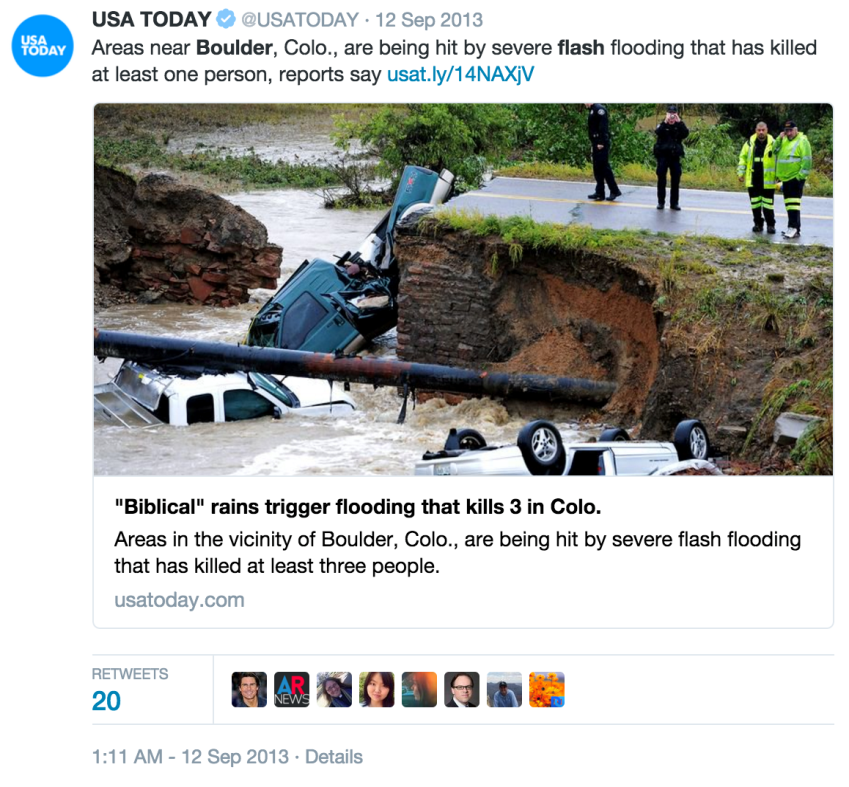 USA TODAY @USATODAY · 12 Sep 2013
USA
TODAY
Areas near Boulder, Colo., are being hit by severe flash flooding that has killed
at least one person, reports say usat.ly/14NAXjV
"Biblical" rains trigger flooding that kills 3 in Colo.
Areas in the vicinity of Boulder, Colo., are being hit by severe flash flooding
that has killed at least three people.
usatoday.com
RETWEETS
20
AR
NEWS
1:11 AM - 12 Sep 2013 · Details